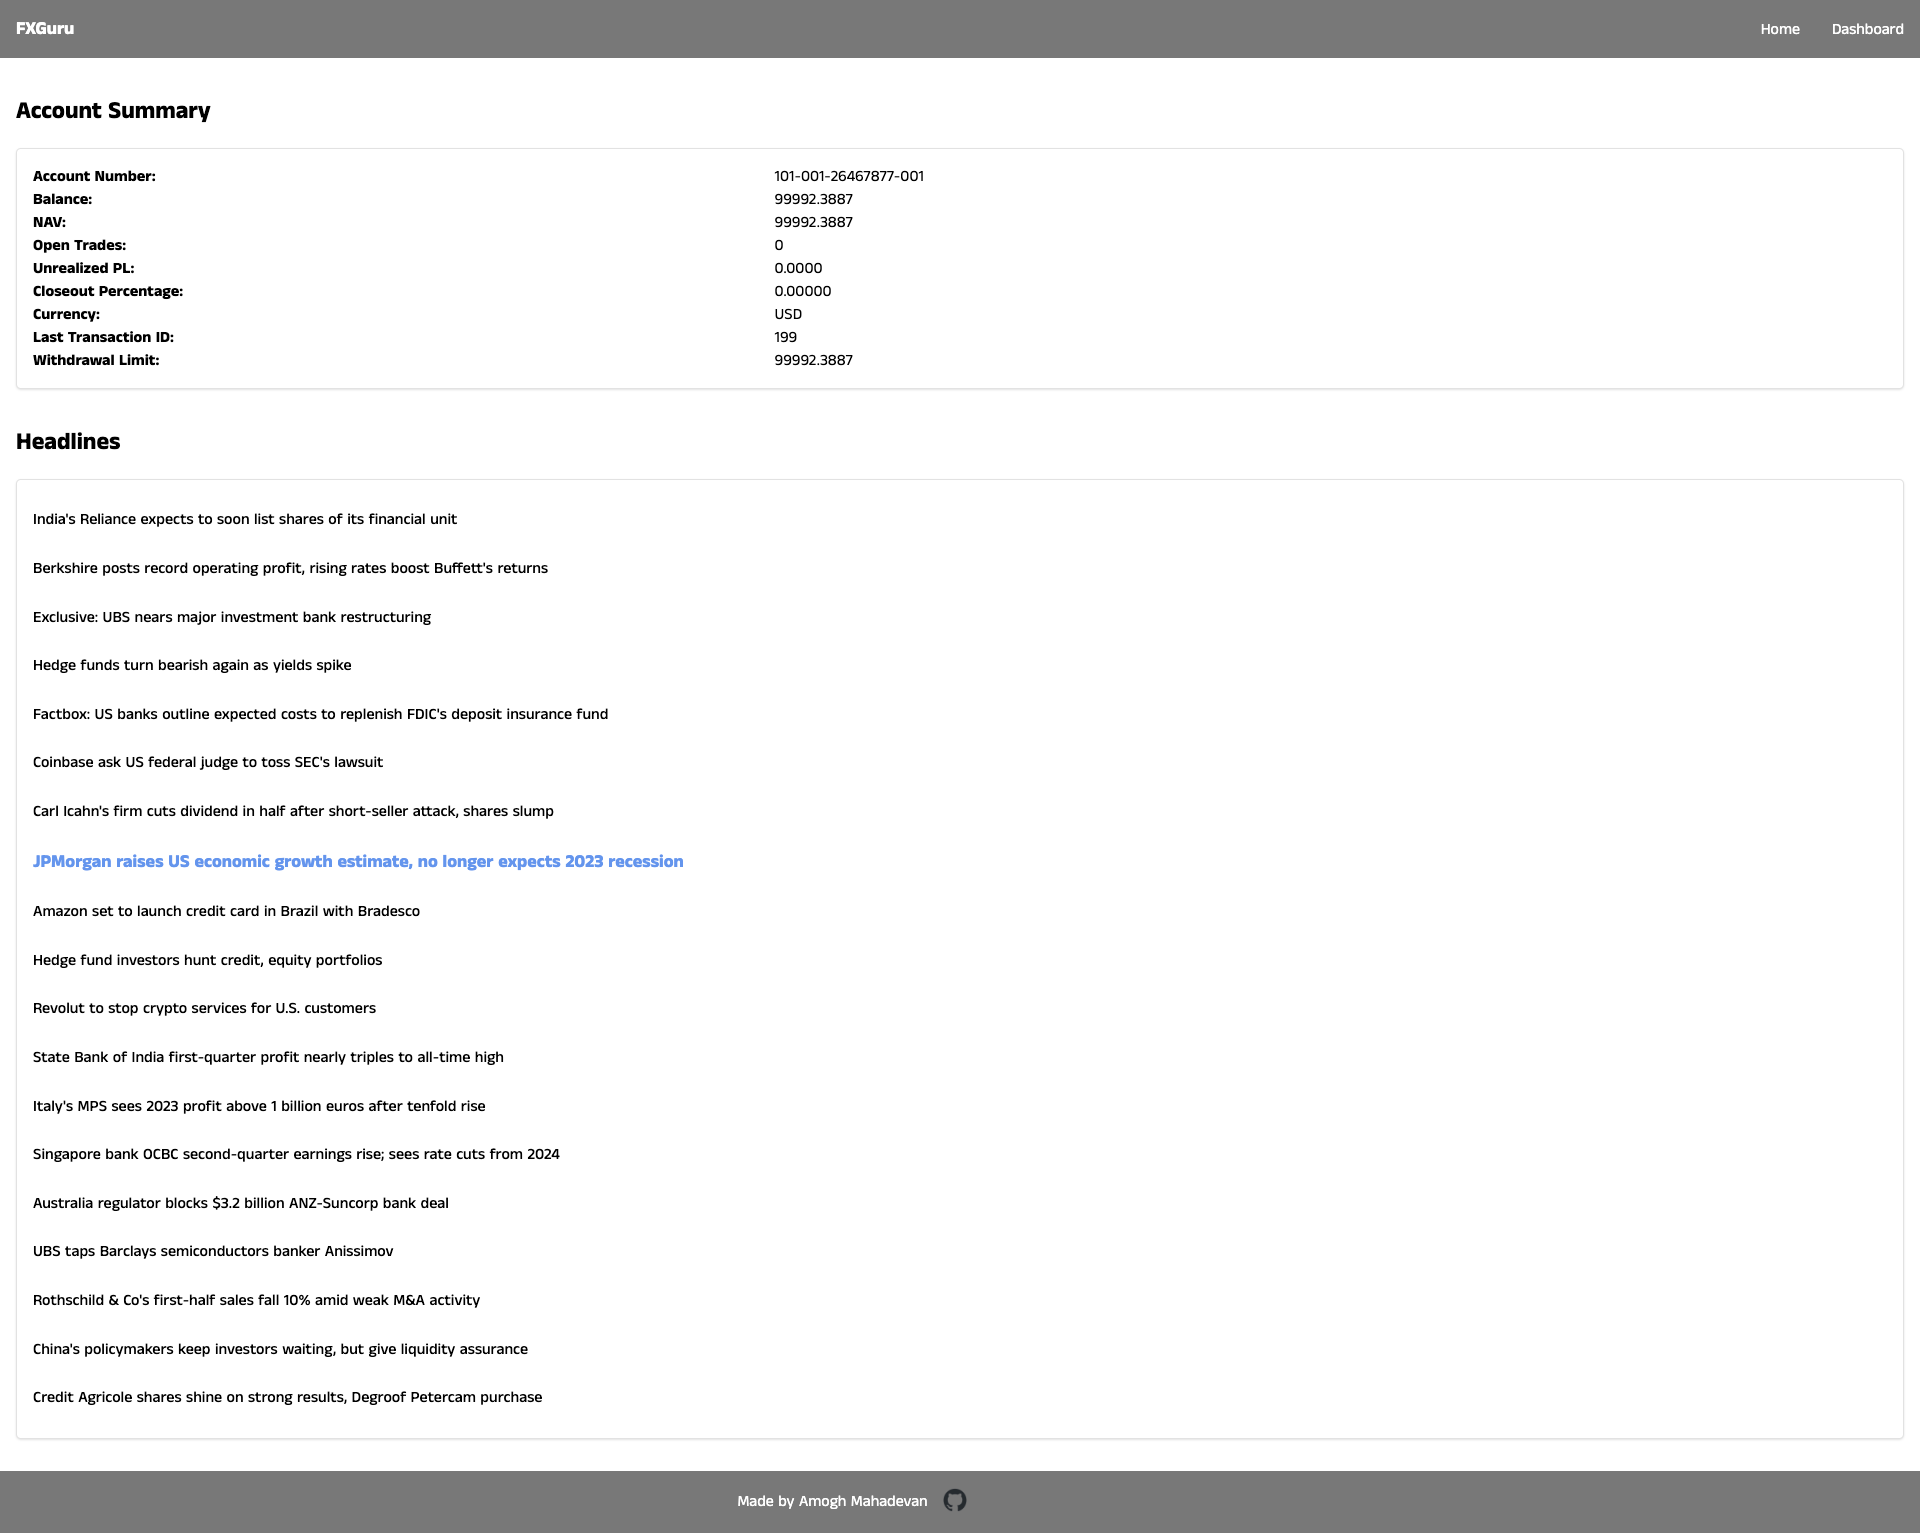 FXGuru
Home Dashboard
Account Summary
Account Number: 101-001-26467877-001
Balance: 99992.3887
NAV: 99992.3887
Open Trades: 0
Unrealized PL: 0.0000
Closeout Percentage: 0.00000
Currency: USD
Last Transaction ID: 199
Withdrawal Limit: 99992.3887
Headlines
India's Reliance expects to soon list shares of its financial unit
Berkshire posts record operating profit, rising rates boost Buffett's returns
Exclusive: UBS nears major investment bank restructuring
Hedge funds turn bearish again as yields spike
Factbox: US banks outline expected costs to replenish FDIC's deposit insurance fund
Coinbase ask US federal judge to toss SEC's lawsuit
Carl Icahn's firm cuts dividend in half after short-seller attack, shares slump
JPMorgan raises US economic growth estimate, no longer expects 2023 recession
Amazon set to launch credit card in Brazil with Bradesco
Hedge fund investors hunt credit, equity portfolios
Revolut to stop crypto services for U.S. customers
State Bank of India first-quarter profit nearly triples to all-time high
Italy's MPS sees 2023 profit above 1 billion euros after tenfold rise
Singapore bank OCBC second-quarter earnings rise; sees rate cuts from 2024
Australia regulator blocks $3.2 billion ANZ-Suncorp bank deal
UBS taps Barclays semiconductors banker Anissimov
Rothschild & Co's first-half sales fall 10% amid weak M&A activity
China's policymakers keep investors waiting, but give liquidity assurance
Credit Agricole shares shine on strong results, Degroof Petercam purchase
Made by Amogh Mahadevan